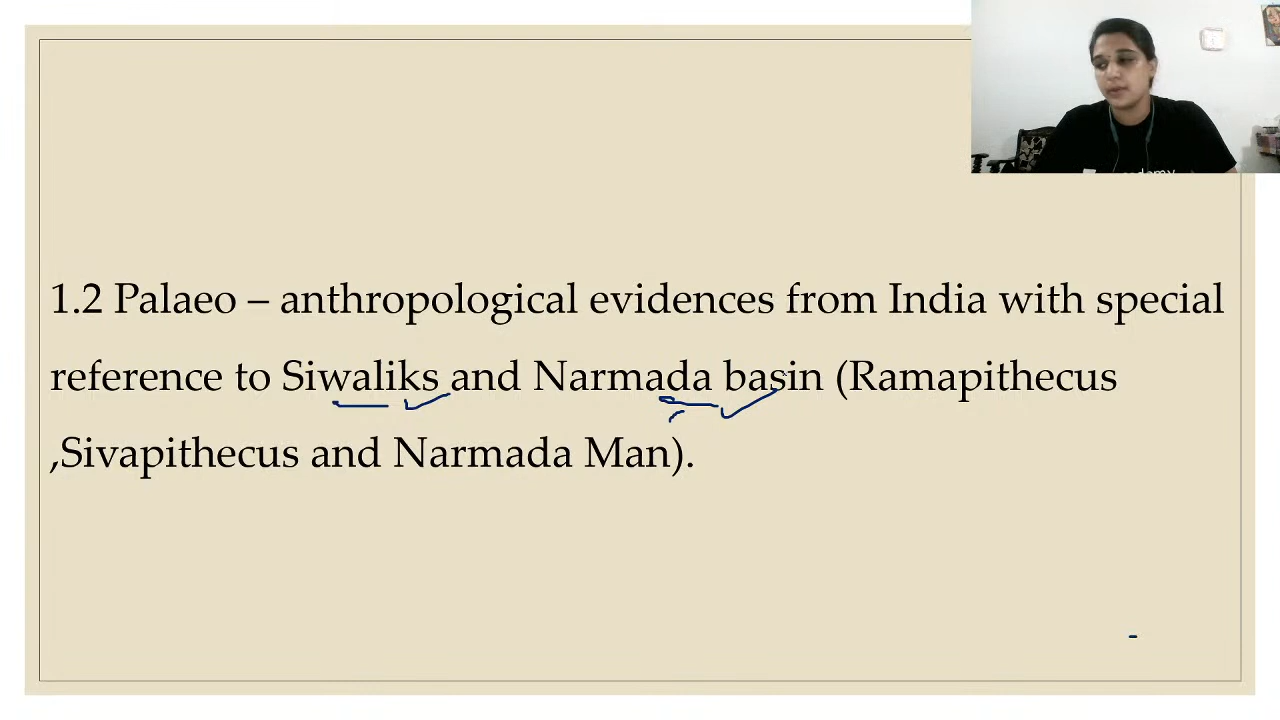 1.2 Palaeo – anthropological evidences from India with special
reference to Siwaliks and Narmada basin (Ramapithecus
,Sivapithecus and Narmada Man).